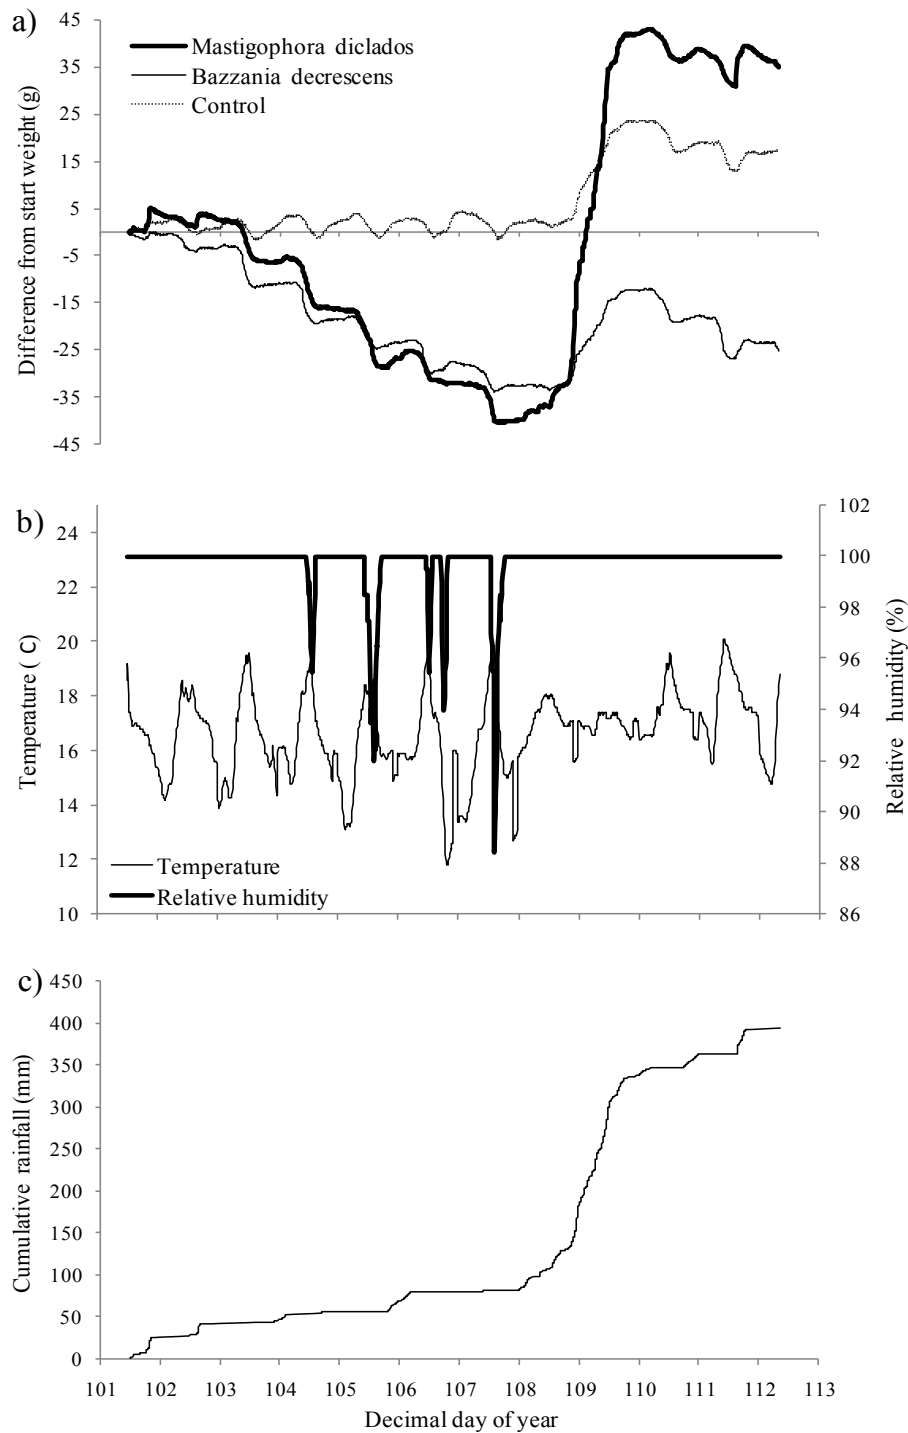 a)
Difference from start weight (g)
45
35
25
15
5
-5
-15
-25
-35
-45
Mastigophora diclados
Bazzania decrescens
Control
b)
Temperature ( C)
24
22
20
18
16
14
12
10
Temperature
Relative humidity
102
100
98
96
94
92
90
88
86
Relative humidity (%)
c)
Cumulative rainfall (mm)
450
400
350
300
250
200
150
100
50
0
101 102 103 104 105 106 107 108 109 110 111 112 113
Decimal day of year